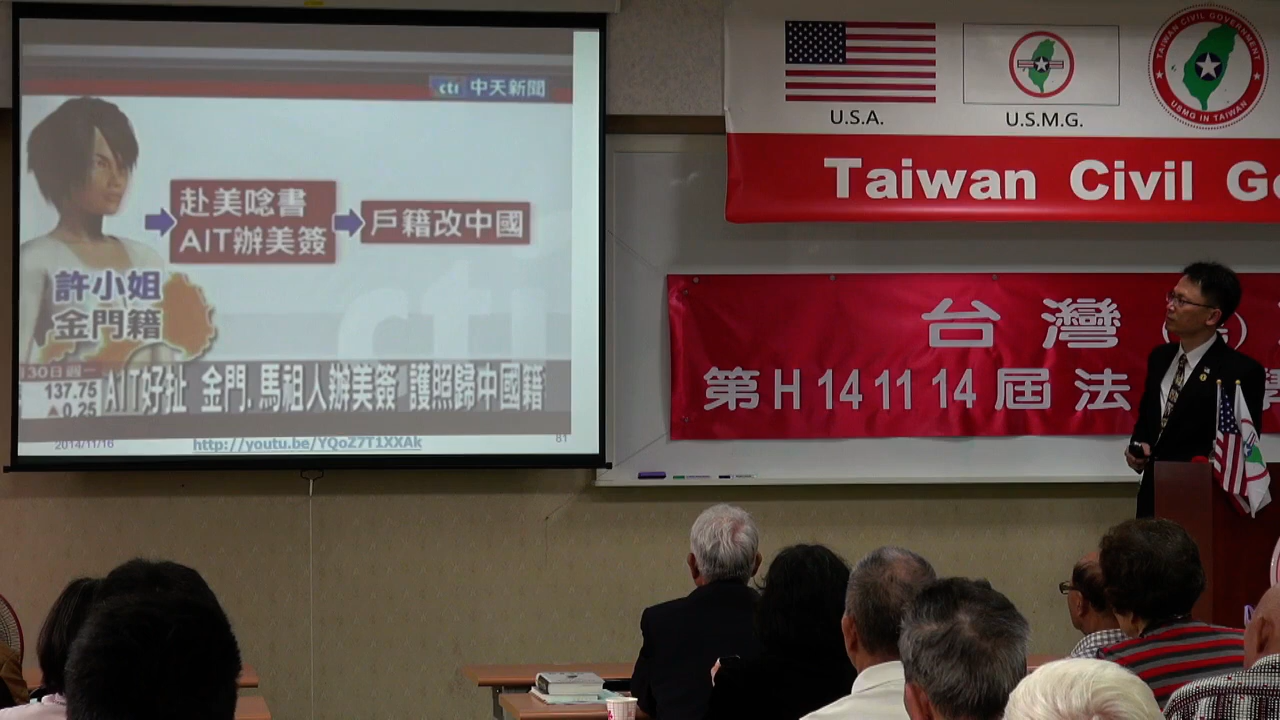 cti 中天新聞
赴美唸書
AIT辦美簽
戶籍改中國
許小姐
金門籍
30日週一
137.75
▲0.25
AIT好扯 金門.馬祖人辦美簽 護照歸中國籍
2014/11/16
http://youtu.be/YQoZ7T1XXAk
81
U.S.A.
U.S.M.G.
TAIWAN CIVIL GOVERNMENT
USMG IN TAIWAN
Taiwan Civil Go
台灣
第H 14 11 14 屆法